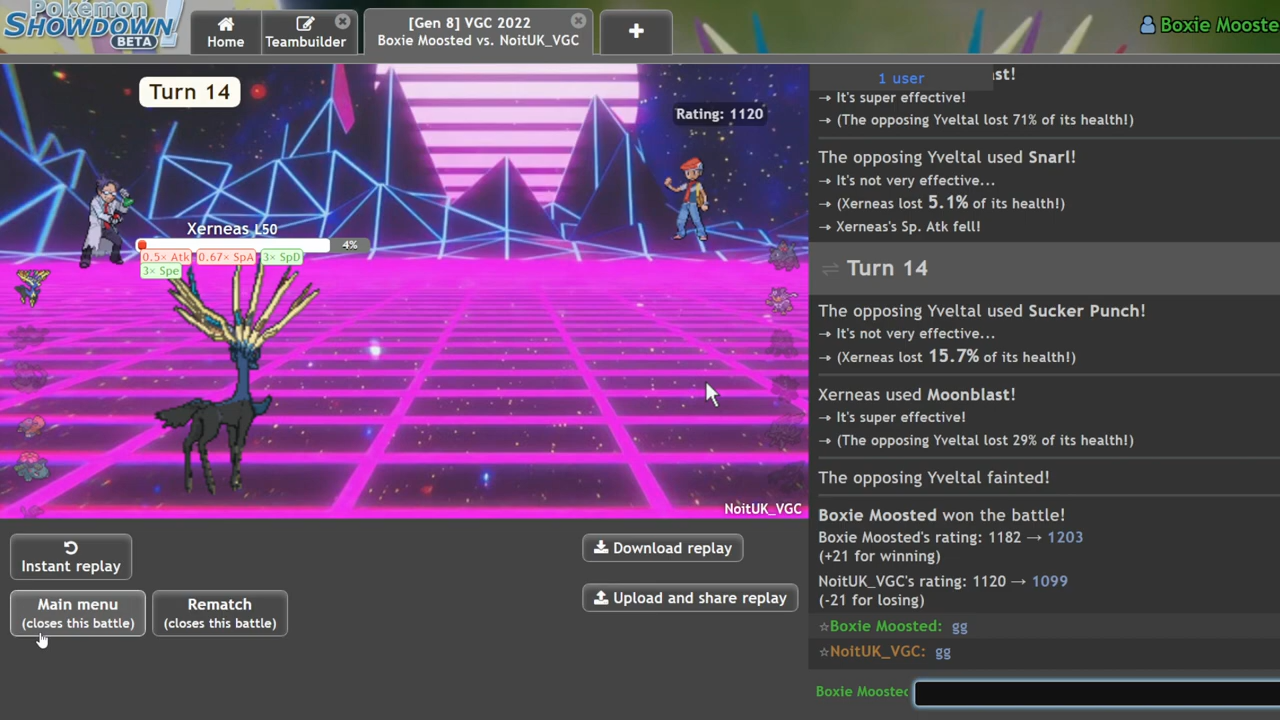 Pokémon
SHOWDOWN!
BETA
Home
Teambuilder
[Gen 8] VGC 2022
Boxie Moosted vs. NoitUK_VGC
+
Boxie Mooste
Turn 14
Rating: 1120
Xerneas L50
4%
0.5× Atk 0.67× SpA 3× SpD
3× Spe
NoitUK_VGC
Instant replay
Main menu
(closes this battle)
Rematch
(closes this battle)
Download replay
Upload and share replay
1 user
st!
→ It's super effective!
→ (The opposing Yveltal lost 71% of its health!)
The opposing Yveltal used Snarl!
→ It's not very effective...
→ (Xerneas lost 5.1% of its health!)
→ Xerneas's Sp. Atk fell!
Turn 14
The opposing Yveltal used Sucker Punch!
→ It's not very effective...
→ (Xerneas lost 15.7% of its health!)
Xerneas used Moonblast!
→ It's super effective!
→ (The opposing Yveltal lost 29% of its health!)
The opposing Yveltal fainted!
Boxie Moosted won the battle!
Boxie Moosted's rating: 1182 → 1203
(+21 for winning)
NoitUK_VGC's rating: 1120 → 1099
(-21 for losing)
☆Boxie Moosted: gg
☆NoitUK_VGC: gg
Boxie Moosted